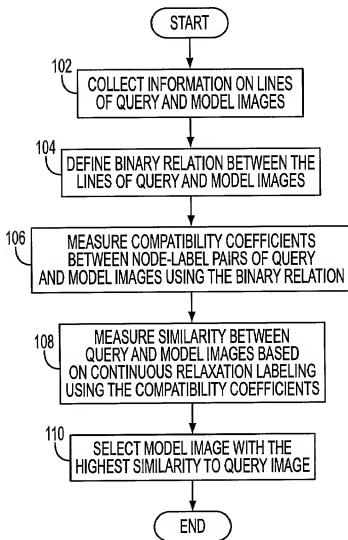 START
102
COLLECT INFORMATION ON LINES
OF QUERY AND MODEL IMAGES
104
DEFINE BINARY RELATION BETWEEN THE
LINES OF QUERY AND MODEL IMAGES
106
MEASURE COMPATIBILITY COEFFICIENTS
BETWEEN NODE-LABEL PAIRS OF QUERY
AND MODEL IMAGES USING THE BINARY RELATION
108
MEASURE SIMILARITY BETWEEN
QUERY AND MODEL IMAGES BASED
ON CONTINUOUS RELAXATION LABELING
USING THE COMPATIBILITY COEFFICIENTS
110
SELECT MODEL IMAGE WITH THE
HIGHEST SIMILARITY TO QUERY IMAGE
END